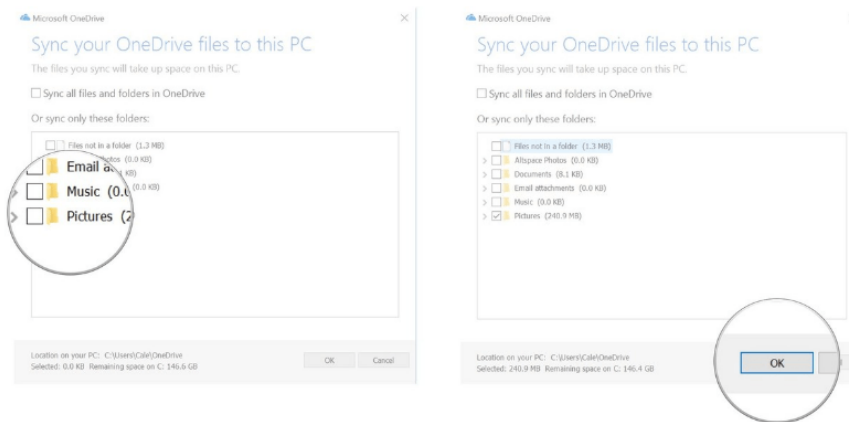 Microsoft OneDrive
Sync your OneDrive files to this PC
The files you sync will take up space on this PC.
Sync all files and folders in OneDrive
Or sync only these folders:
Files not in a folder (1.3 MB)
(0.0 KB)
KB)
(0.0 KB)
Email
Music (0.
Pictures (2
Location on your PC: C:\Users\Cale\OneDrive
Selected: 0.0 KB Remaining space on C: 146.6 GB
OK Cancel
Microsoft OneDrive
Sync your OneDrive files to this PC
The files you sync will take up space on this PC.
Sync all files and folders in OneDrive
Or sync only these folders:
Files not in a folder (1.3 MB)
Altspace Photos (0.0 KB)
Documents (8.1 KB)
Email attachments (0.0 KB)
Music (0.0 KB)
Pictures (240.9 MB)
Location on your PC: C:\Users\Cale\OneDrive
Selected: 240.9 MB Remaining space on C: 146.4 GB
OK